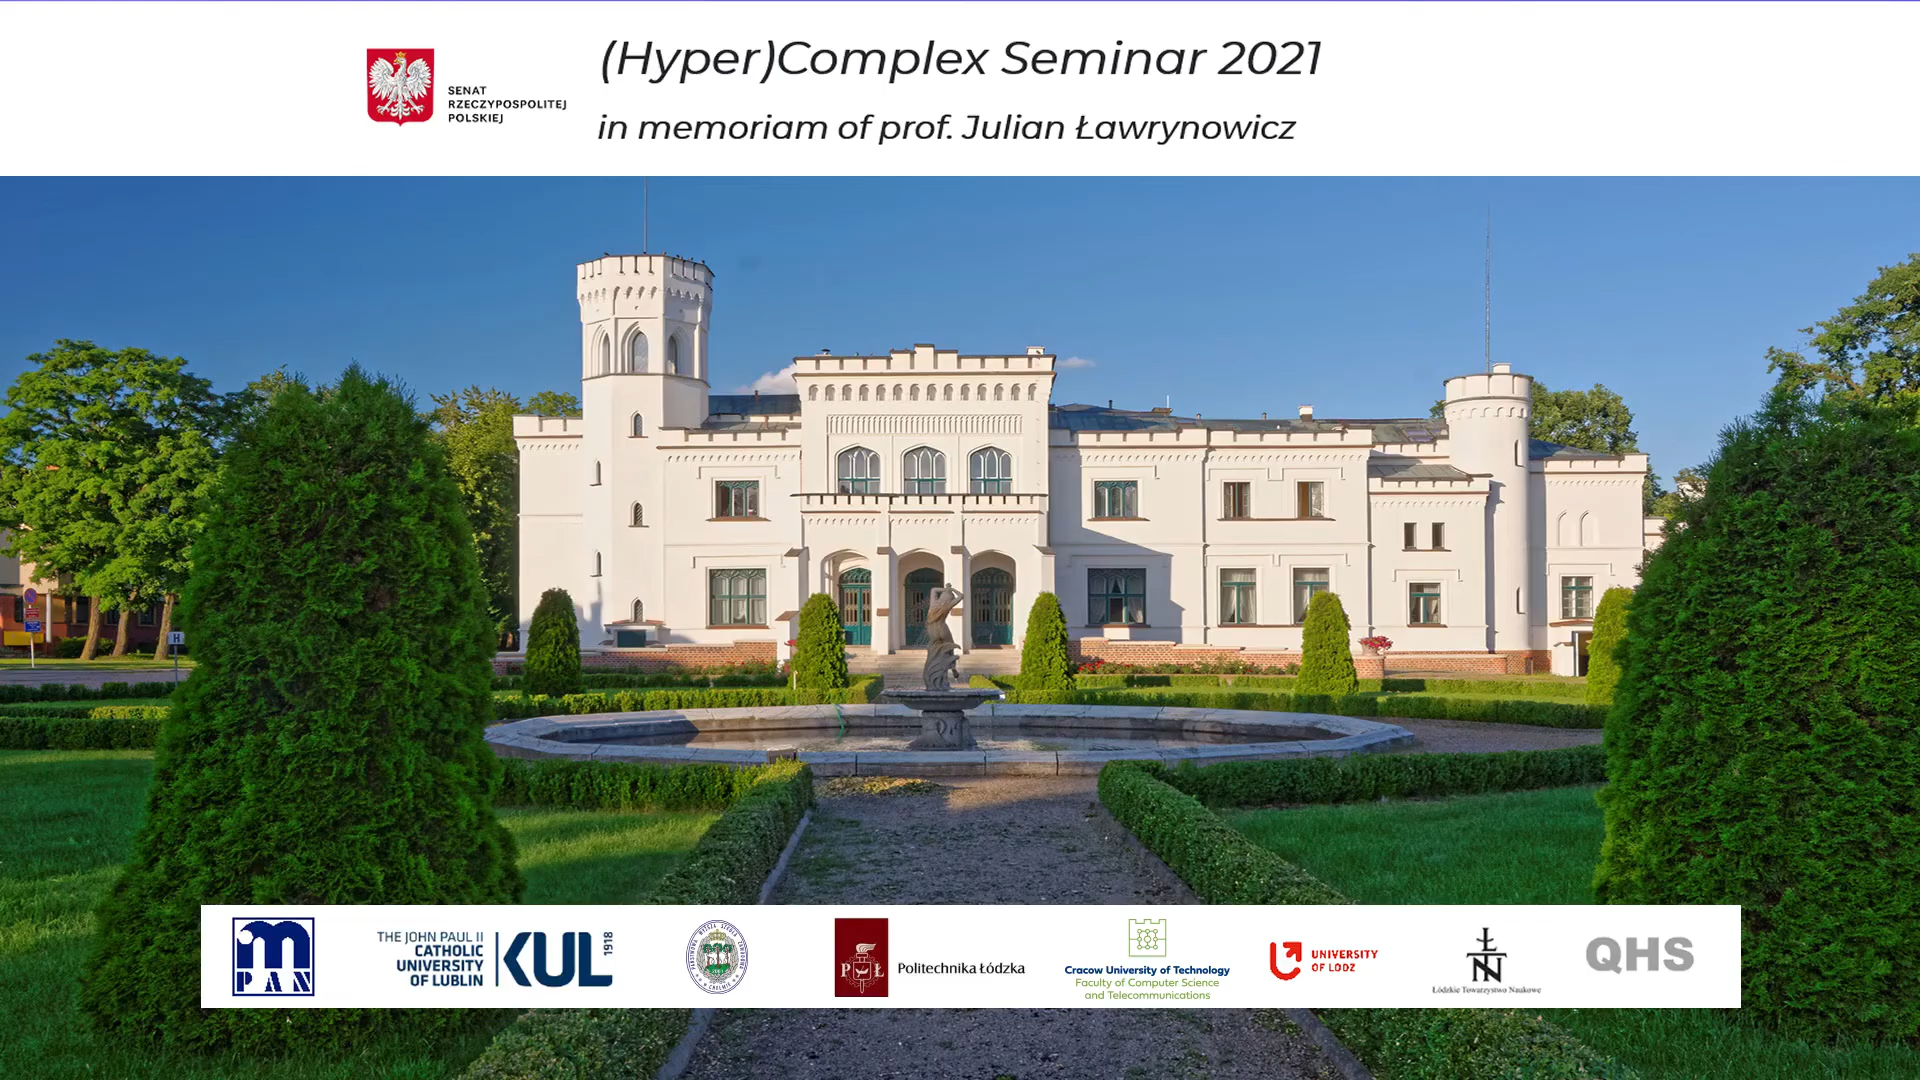 (Hyper)Complex Seminar 2021
SENAT
RZECZYPOSPOLITEJ
POLSKIEJ
in memoriam of prof. Julian Ławrynowicz
H
PAN
THE JOHN PAUL II
CATHOLIC
UNIVERSITY
OF LUBLIN
KUL
1918
P Ł
Politechnika Łódzka
Cracow University of Technology
Faculty of Computer Science
and Telecommunications
UNIVERSITY
OF LODZ
ŁTN
Łódzkie Towarzystwo Naukowe
QHS